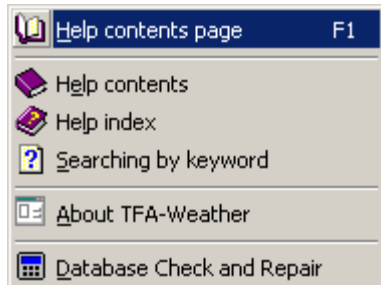 Help contents page F1
Help contents
Help index
Searching by keyword
About TFA-Weather
Database Check and Repair